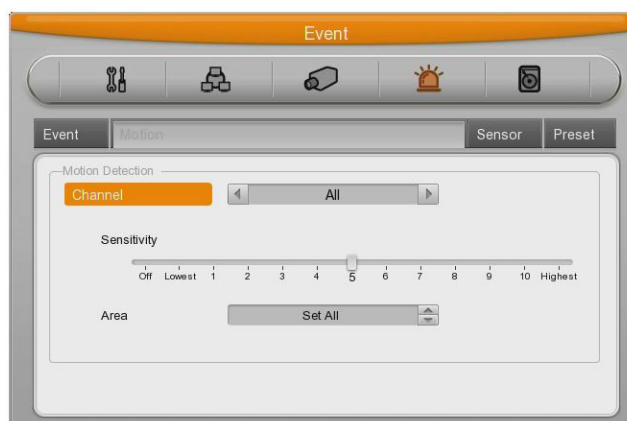 Event
Event Motion Sensor Preset
Motion Detection
Channel All
Sensitivity
Off Lowest 1 2 3 4 5 6 7 8 9 10 Highest
Area Set All